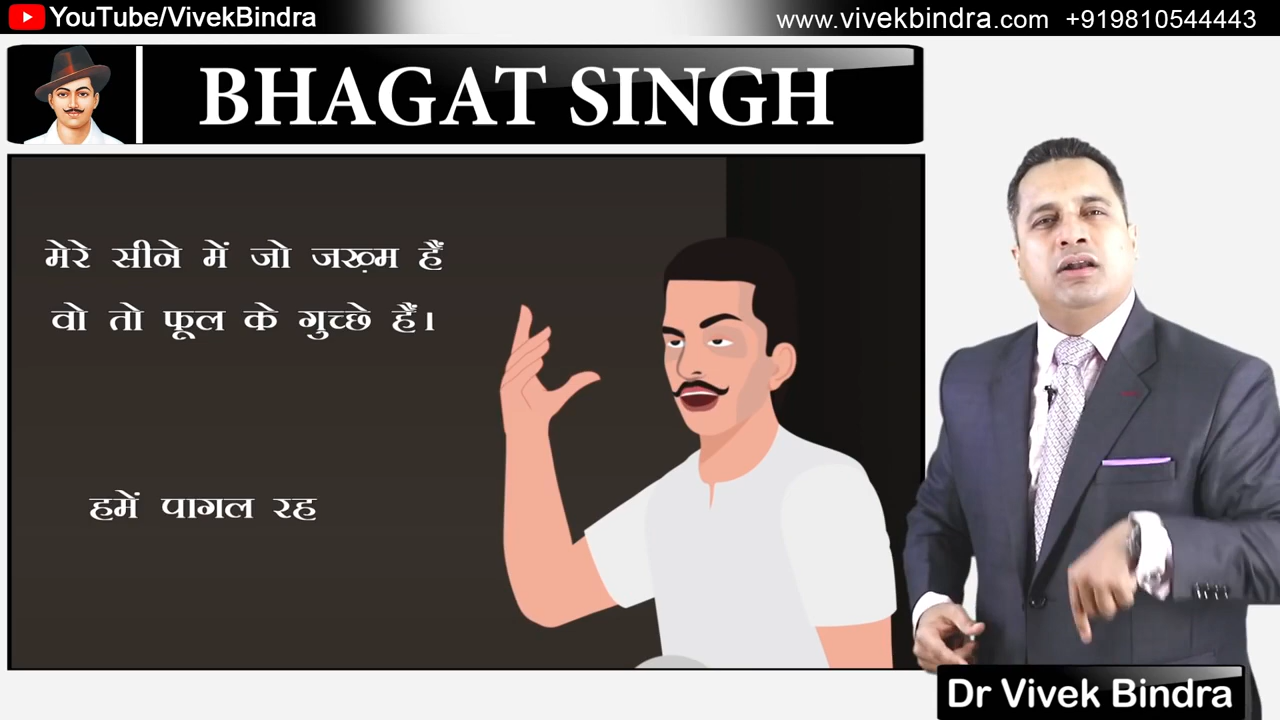 YouTube/VivekBindra
www.vivekbindra.com +919810544443
BHAGAT SINGH
मेरे सीने में जो जख़्म हैं
वो तो फूल के गुच्छे हैं।
हमें पागल रह
Dr Vivek Bindra